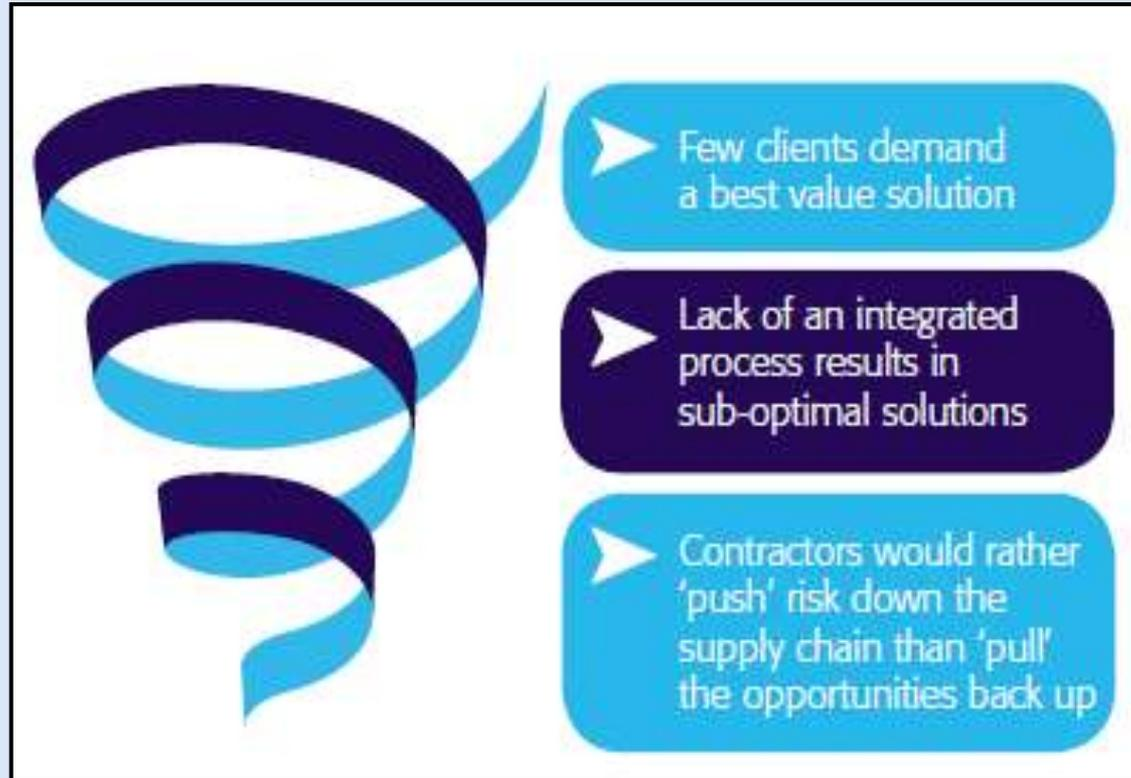 Few clients demand
a best value solution
Lack of an integrated
process results in
sub-optimal solutions
Contractors would rather
‘push’ risk down the
supply chain than ‘pull’
the opportunities back up